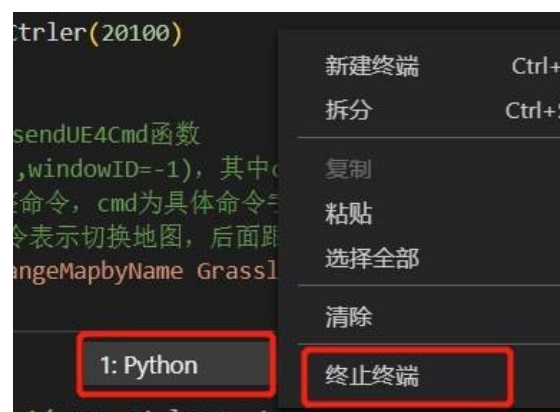 trler(20100)
sendUE4Cmd函数
,windowID=-1), 其中
命令, cmd为具体命令
令表示切换地图, 后面跟
angeMapbyName Grassl
1: Python
新建终端 Ctrl+
拆分 Ctrl+
复制
粘贴
选择全部
清除
终止终端